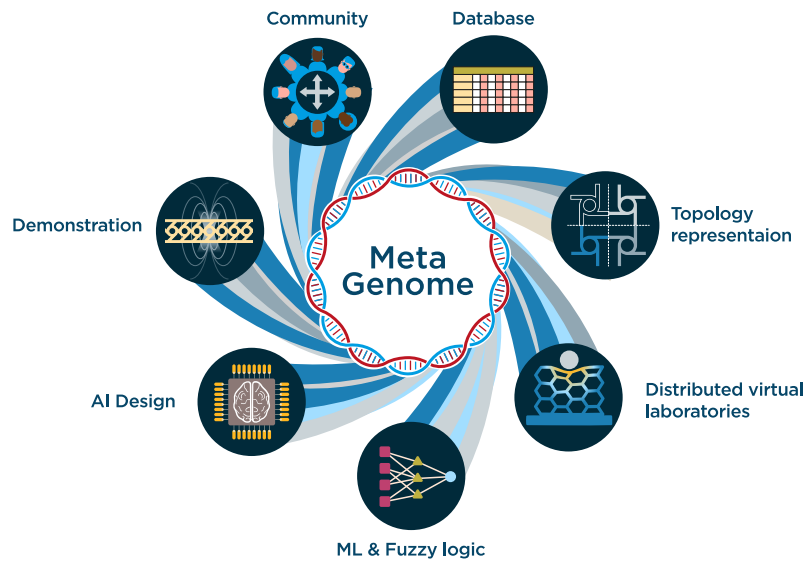 Community
Database
Demonstration
Topology
representaion
Meta
Genome
AI Design
Distributed virtual
laboratories
ML & Fuzzy logic